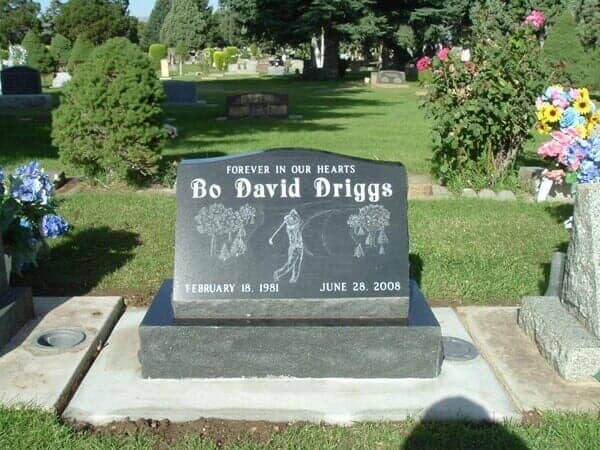 FOREVER IN OUR HEARTS
Bo David Driggs
FEBRUARY 18, 1981 JUNE 28, 2008